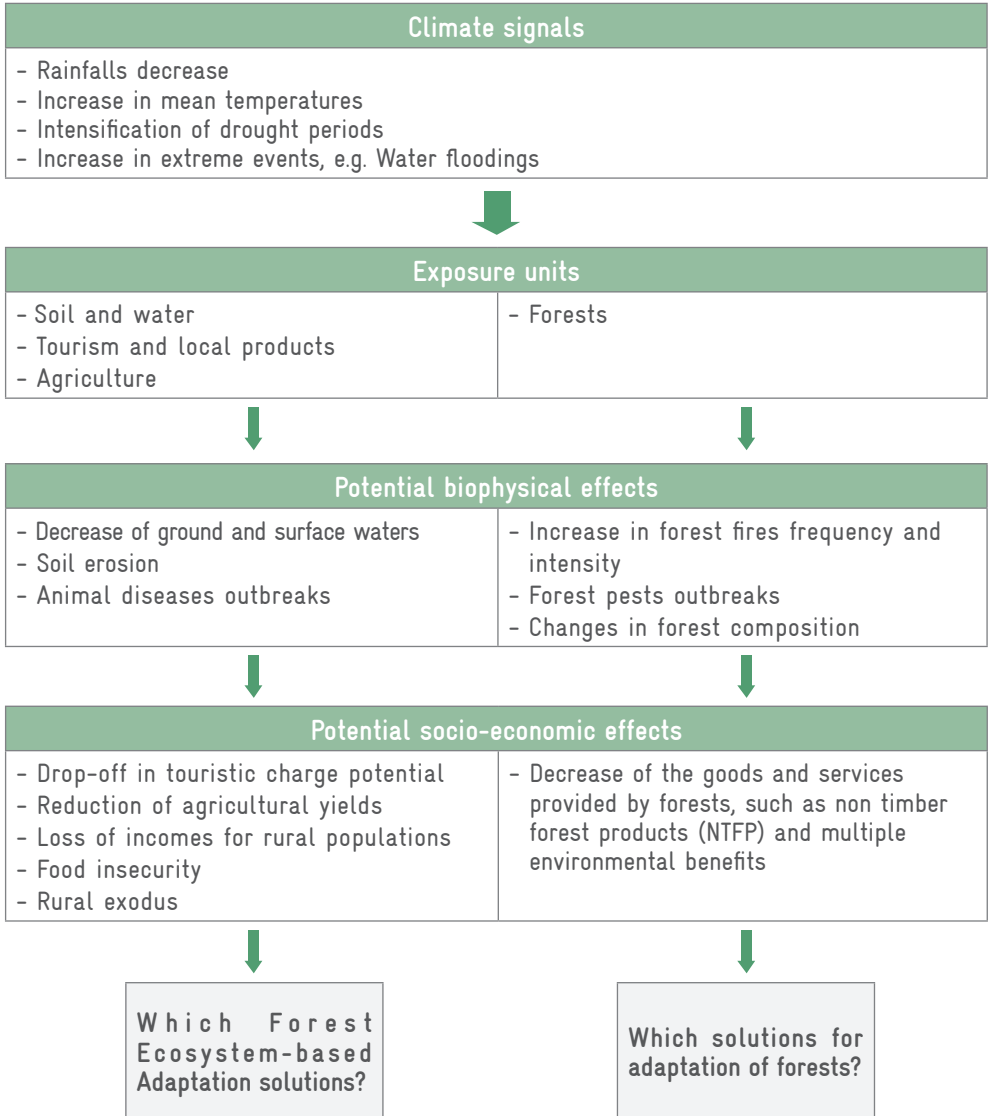 Climate signals
– Rainfalls decrease
– Increase in mean temperatures
– Intensification of drought periods
– Increase in extreme events, e.g. Water floodings
Exposure units
– Soil and water
– Tourism and local products
– Agriculture
– Forests
Potential biophysical effects
– Decrease of ground and surface waters
– Soil erosion
– Animal diseases outbreaks
– Increase in forest fires frequency and
intensity
– Forest pests outbreaks
– Changes in forest composition
Potential socio-economic effects
– Drop-off in touristic charge potential
– Reduction of agricultural yields
– Loss of incomes for rural populations
– Food insecurity
– Rural exodus
– Decrease of the goods and services
provided by forests, such as non timber
forest products (NTFP) and multiple
environmental benefits
Which Forest
Ecosystem-based
Adaptation solutions?
Which solutions for
adaptation of forests?